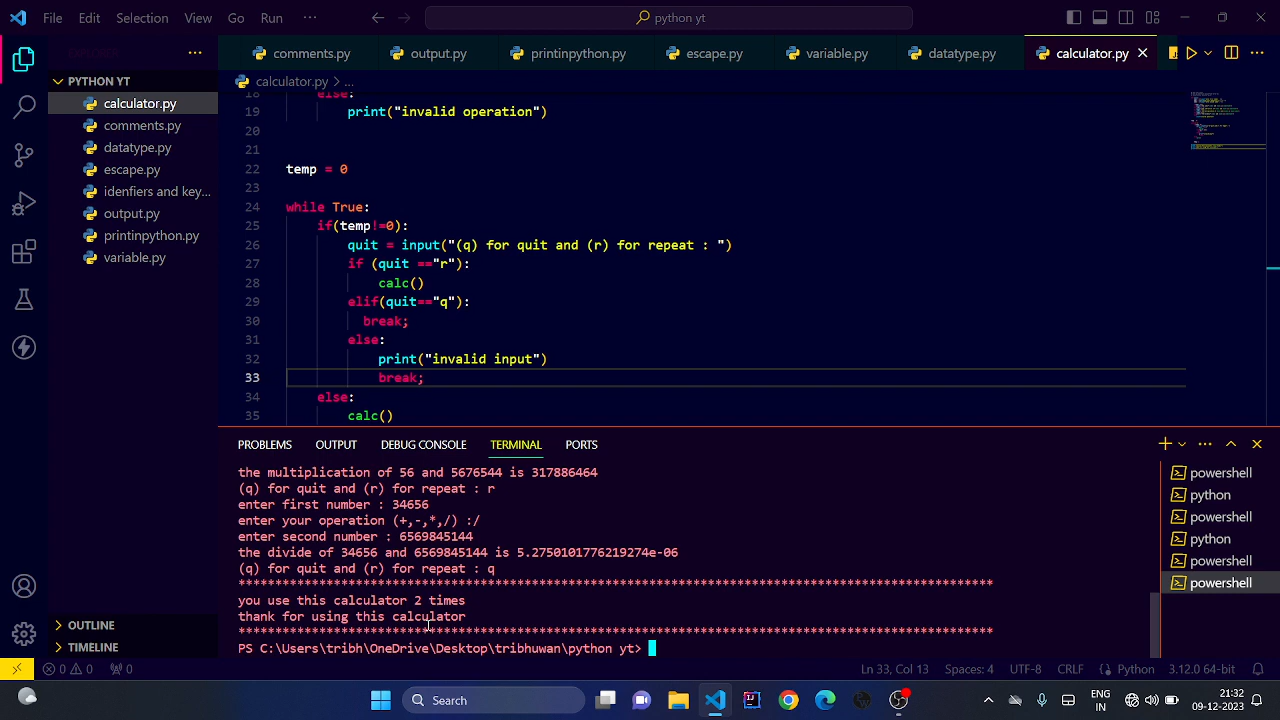 File Edit Selection View Go Run ··· python yt
comments.py output.py printinpython.py escape.py variable.py datatype.py calculator.py
PYTHON YT
calculator.py
comments.py
datatype.py
escape.py
idenfiers and key...
output.py
printinpython.py
variable.py
OUTLINE
TIMELINE
calculator.py > ...
18 else:
19 print("invalid operation")
20
21
22 temp = 0
23
24 while True:
25 if(temp!=0):
26 quit = input("(q) for quit and (r) for repeat : ")
27 if (quit =="r"):
28 calc()
29 elif(quit=="q"):
30 break;
31 else:
32 print("invalid input")
33 break;
34 else:
35 calc()
PROBLEMS OUTPUT DEBUG CONSOLE TERMINAL PORTS
the multiplication of 56 and 5676544 is 317886464
(q) for quit and (r) for repeat : r
enter first number : 34656
enter your operation (+,-,*,/) :/
enter second number : 6569845144
the divide of 34656 and 6569845144 is 5.2750101776219274e-06
(q) for quit and (r) for repeat : q
*************************************************************************************************
you use this calculator 2 times
thank for using this calculator
*************************************************************************************************
PS C:\Users\tribh\OneDrive\Desktop\tribhuwan\python yt>
powershell
python
powershell
python
powershell
powershell
0 0 0 Ln 33, Col 13 Spaces: 4 UTF-8 CRLF Python 3.12.0 64-bit
Search
ENG
IN
21:32
09-12-2023